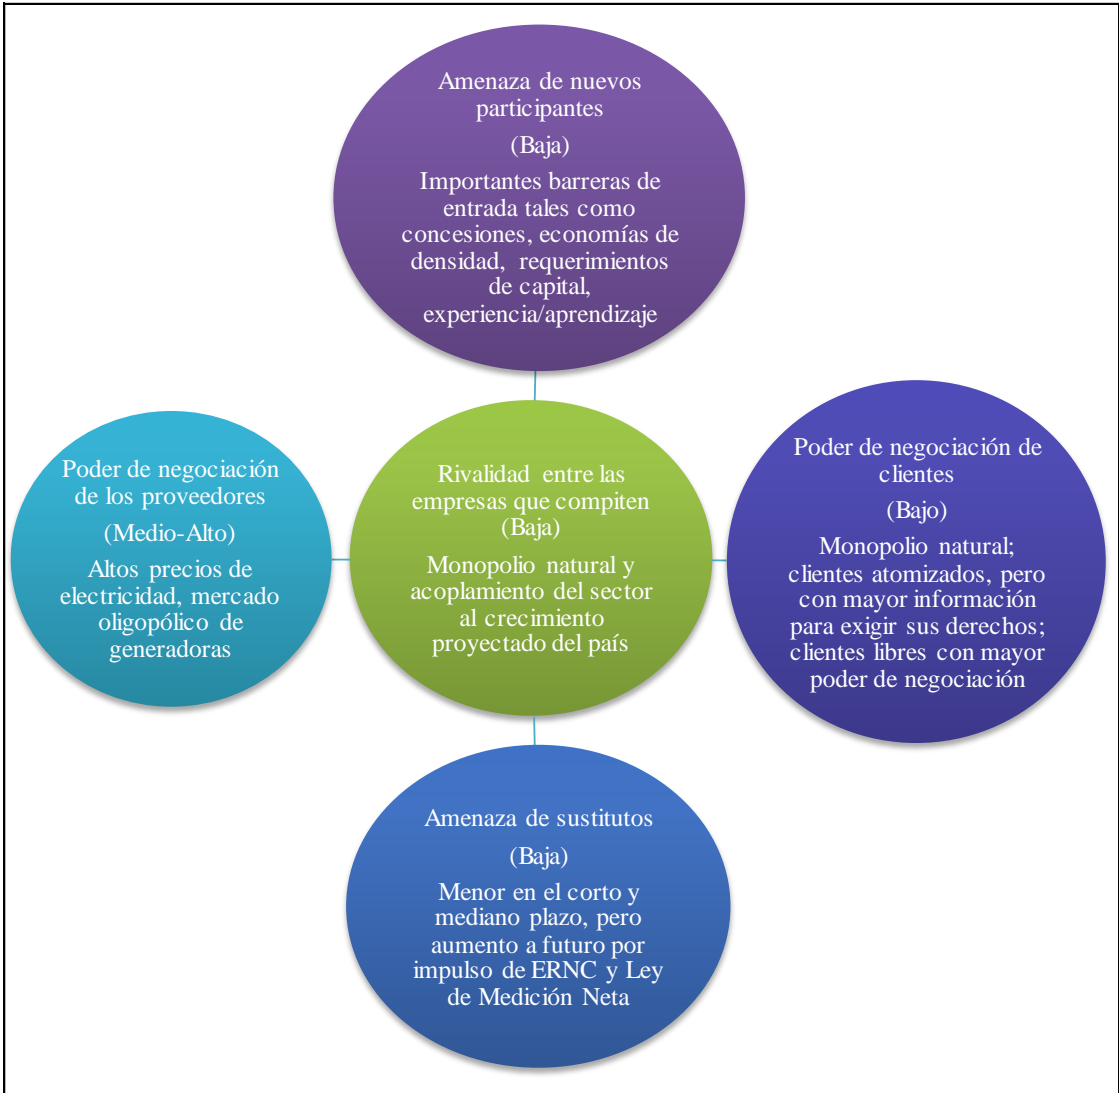 Amenaza de nuevos
participantes
(Baja)
Importantes barreras de
entrada tales como
concesiones, economías de
densidad, requerimientos
de capital,
experiencia/aprendizaje
Poder de negociación
de los proveedores
(Medio-Alto)
Altos precios de
electricidad, mercado
oligopólico de
generadoras
Rivalidad entre las
empresas que compiten
(Baja)
Monopolio natural y
acoplamiento del sector
al crecimiento
proyectado del país
Poder de negociación de
clientes
(Bajo)
Monopolio natural;
clientes atomizados, pero
con mayor información
para exigir sus derechos;
clientes libres con mayor
poder de negociación
Amenaza de sustitutos
(Baja)
Menor en el corto y
mediano plazo, pero
aumento a futuro por
impulso de ERNC y Ley
de Medición Neta